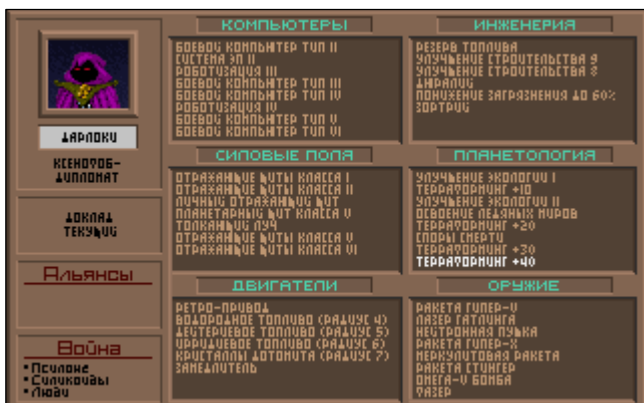 ДАРЛОКИ
КСЕНОФОБ-
ДИПЛОМАТ
ДОКЛАД
ТЕКУЩИЙ
Альянсы
Война
• Псилоне
• Силикоиды
• Люди
КОМПЬЮТЕРЫ
БОЕВОЙ КОМПЬЮТЕР ТИП II
СИСТЕМА ЭП II
РОБОТИЗАЦИЯ III
БОЕВОЙ КОМПЬЮТЕР ТИП III
БОЕВОЙ КОМПЬЮТЕР ТИП IV
РОБОТИЗАЦИЯ IV
БОЕВОЙ КОМПЬЮТЕР ТИП V
БОЕВОЙ КОМПЬЮТЕР ТИП VI
ИНЖЕНЕРИЯ
РЕЗЕРВ ТОПЛИВА
УЛУЧШЕНИЕ СТРОИТЕЛЬСТВА 9
УЛУЧШЕНИЕ СТРОИТЕЛЬСТВА 8
ДЮРАЛИЙ
ПОНИЖЕНИЕ ЗАГРЯЗНЕНИЯ ДО 60%
ЗОРТРИЙ
СИЛОВЫЕ ПОЛЯ
ОТРАЖАЮЩИЕ ЩИТЫ КЛАССА I
ОТРАЖАЮЩИЕ ЩИТЫ КЛАССА II
ЛИЧНЫЙ ОТРАЖАЮЩИЙ ЩИТ
ПЛАНЕТАРНЫЙ ЩИТ КЛАССА V
ТОЛКАЮЩИЙ ЛУЧ
ОТРАЖАЮЩИЕ ЩИТЫ КЛАССА V
ОТРАЖАЮЩИЕ ЩИТЫ КЛАССА VI
ПЛАНЕТОЛОГИЯ
УЛУЧШЕНИЕ ЭКОЛОГИИ I
ТЕРРАФОРМИНГ +10
УЛУЧШЕНИЕ ЭКОЛОГИИ II
ОСВОЕНИЕ ЛЕДЯНЫХ МИРОВ
ТЕРРАФОРМИНГ +20
СПОРЫ СМЕРТИ
ТЕРРАФОРМИНГ +30
ТЕРРАФОРМИНГ +40
ДВИГАТЕЛИ
РЕТРО-ПРИВОД
ВОДОРОДНОЕ ТОПЛИВО (РАДИУС 4)
ДЕЙТЕРИЕВОЕ ТОПЛИВО (РАДИУС 5)
ИРРИДИЕВОЕ ТОПЛИВО (РАДИУС 6)
КРИСТАЛЛЫ ДОТОМИТА (РАДИУС 7)
ЗАМЕДЛИТЕЛЬ
ОРУЖИЕ
РАКЕТА ГИПЕР-V
ЛАЗЕР ГАТЛИНГА
НЕЙТРОННАЯ ПУШКА
РАКЕТА ГИПЕР-X
МЕРКУЛИТОВАЯ РАКЕТА
РАКЕТА СТИНГЕР
ОМЕГА-V БОМБА
ФАЗЕР